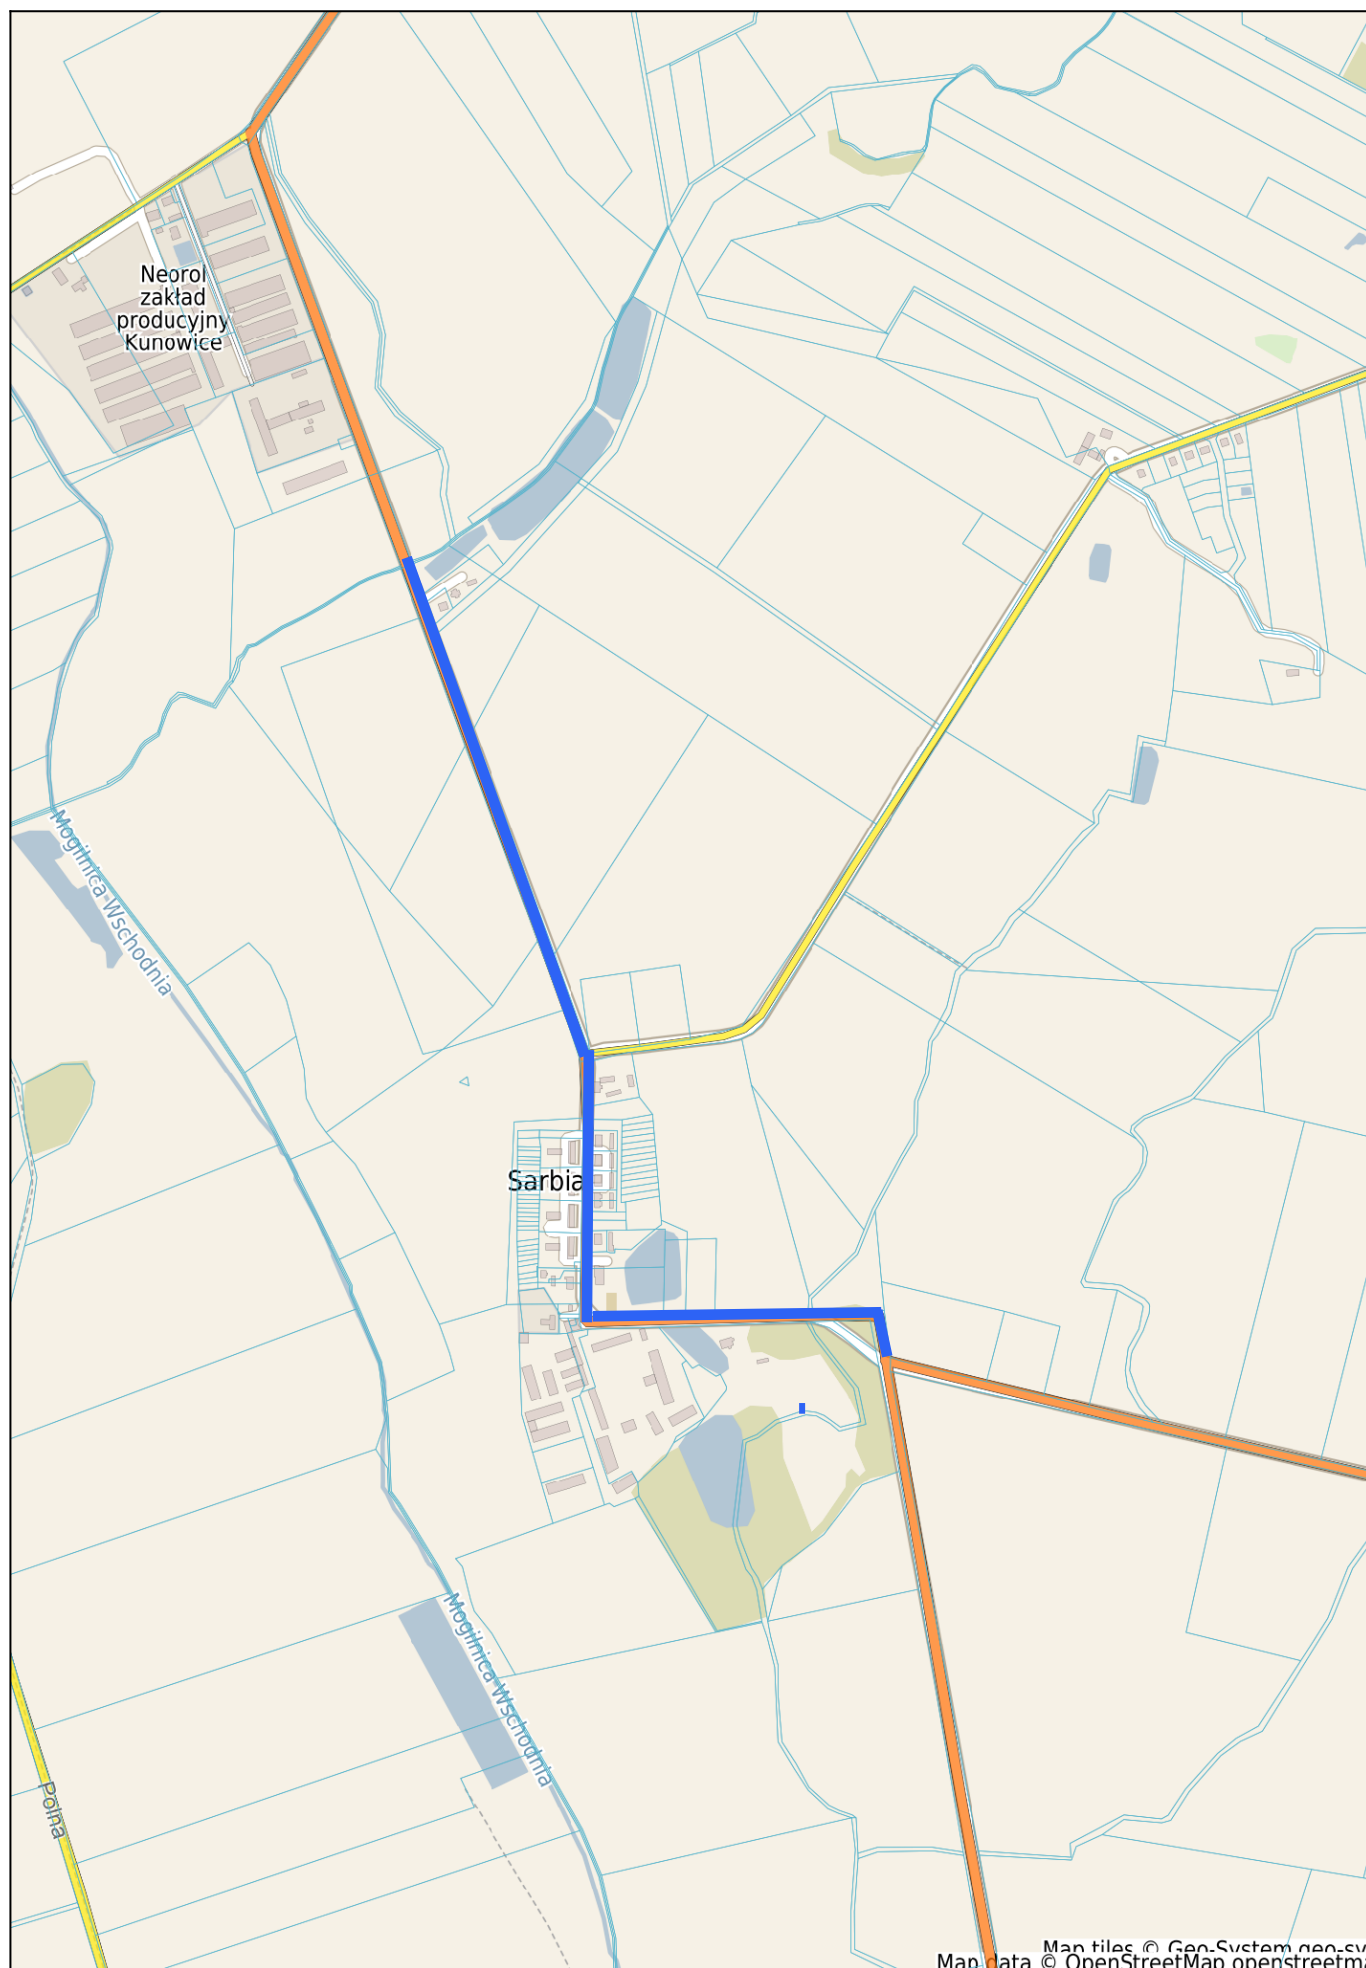 Neorol
zakład
producyjny
Kunowice
Mogilnica Wschodnia
Sarbia
Mogilnica Wschodnia
Polna
Map tiles © Geo-System geo-sy
Map data © OpenStreetMap openstreetma